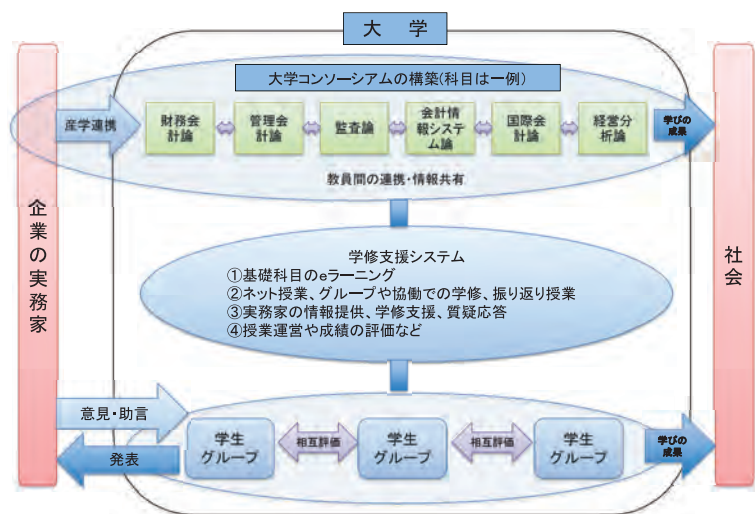 大 学
大学コンソーシアムの構築(科目は一例)
産学連携
財務会
計論
管理会
計論
監査論
会計情
報システ
ム論
国際会
計論
経営分
析論
学びの
成果
教員間の連携・情報共有
企業の実務家
社会
学修支援システム
①基礎科目のeラーニング
②ネット授業、グループや協働での学修、振り返り授業
③実務家の情報提供、学修支援、質疑応答
④授業運営や成績の評価など
意見・助言
発表
学生
グループ
相互評価
学生
グループ
相互評価
学生
グループ
学びの
成果